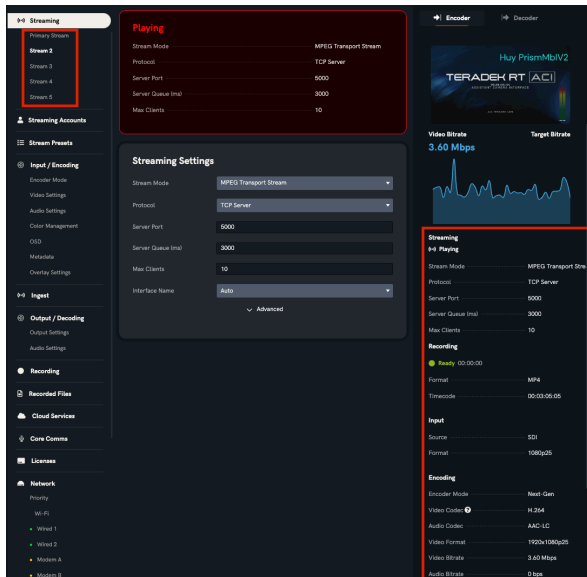 Streaming
Primary Stream
Stream 2
Stream 3
Stream 4
Stream 5
Streaming Accounts
Stream Presets
Input / Encoding
Encoder Mode
Video Settings
Audio Settings
Color Management
OSD
Metadata
Overlay Settings
Ingest
Output / Decoding
Output Settings
Audio Settings
Recording
Recorded Files
Cloud Services
Core Comms
Licenses
Network
Priority
Wi-Fi
Wired 1
Wired 2
Modem A
Modem B
Playing
Stream Mode MPEG Transport Stream
Protocol TCP Server
Server Port 5000
Server Queue (ms) 3000
Max Clients 10
Streaming Settings
Stream Mode MPEG Transport Stream
Protocol TCP Server
Server Port 5000
Server Queue (ms) 3000
Max Clients 10
Interface Name Auto
Advanced
Encoder Decoder
Huy PrismMblV2
TERADEK RT ACI
ASSISTANT CAMERA INTERFACE
Video Bitrate Target Bitrate
3.60 Mbps
Streaming
Playing
Stream Mode MPEG Transport Stre
Protocol TCP Server
Server Port 5000
Server Queue (ms) 3000
Max Clients 10
Recording
Ready 00:00:00
Format MP4
Timecode 00:03:05:05
Input
Source SDI
Format 1080p25
Encoding
Encoder Mode Next-Gen
Video Codec ? H.264
Audio Codec AAC-LC
Video Format 1920x1080p25
Video Bitrate 3.60 Mbps
Audio Bitrate 0 bps